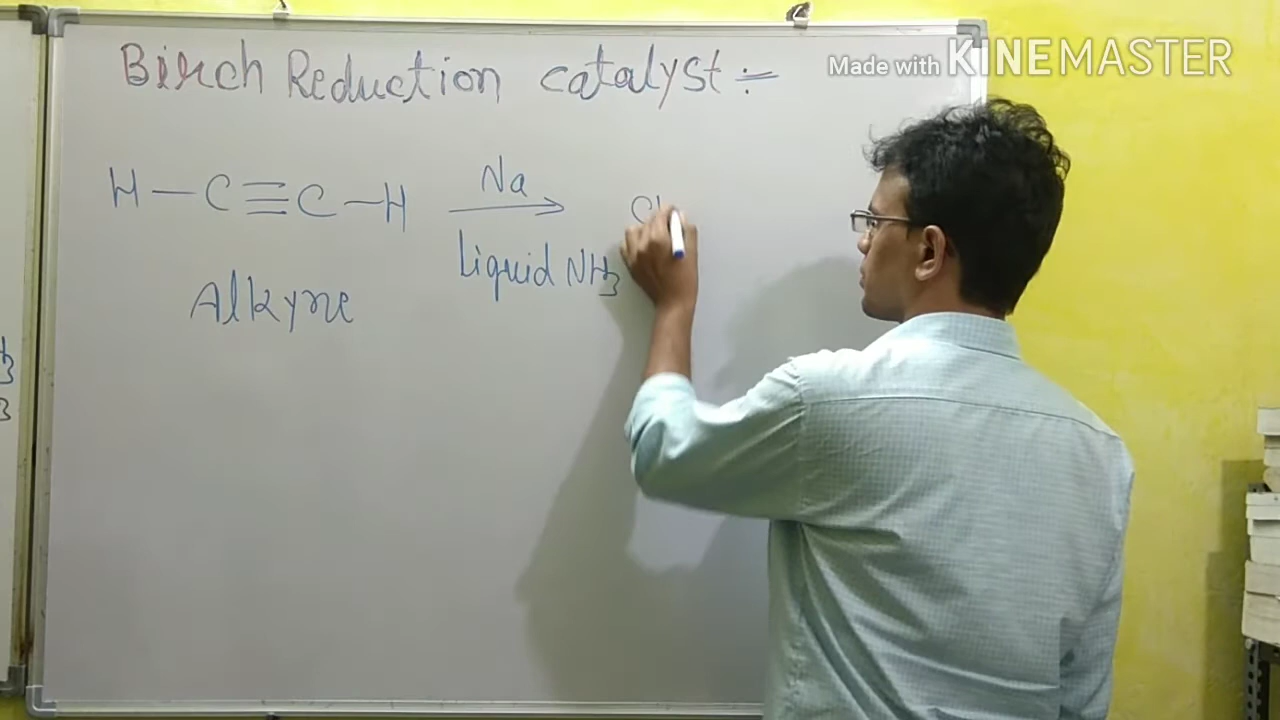 Birch Reduction catalyst :-
Made with KINEMASTER
H — C ≡ C — H
Na
Liquid NH3
Alkyne